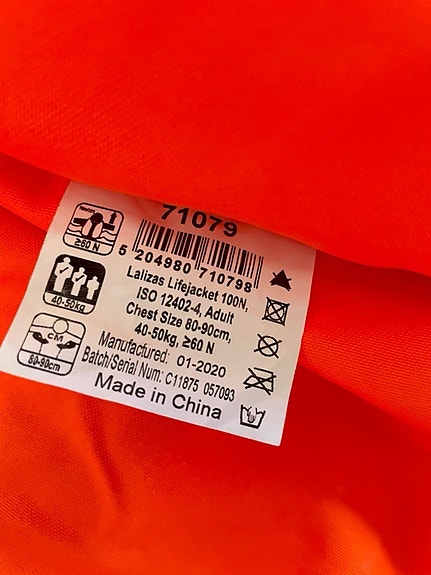 71079
5 204980 710798
Lalizas Lifejacket 100N,
ISO 12402-4, Adult
Chest Size 80-90cm,
40-50kg, ≥60 N
Manufactured: 01-2020
Batch/Serial Num: C11875 057093
Made in China
≥60 N
40-50kg
CM
80-90cm